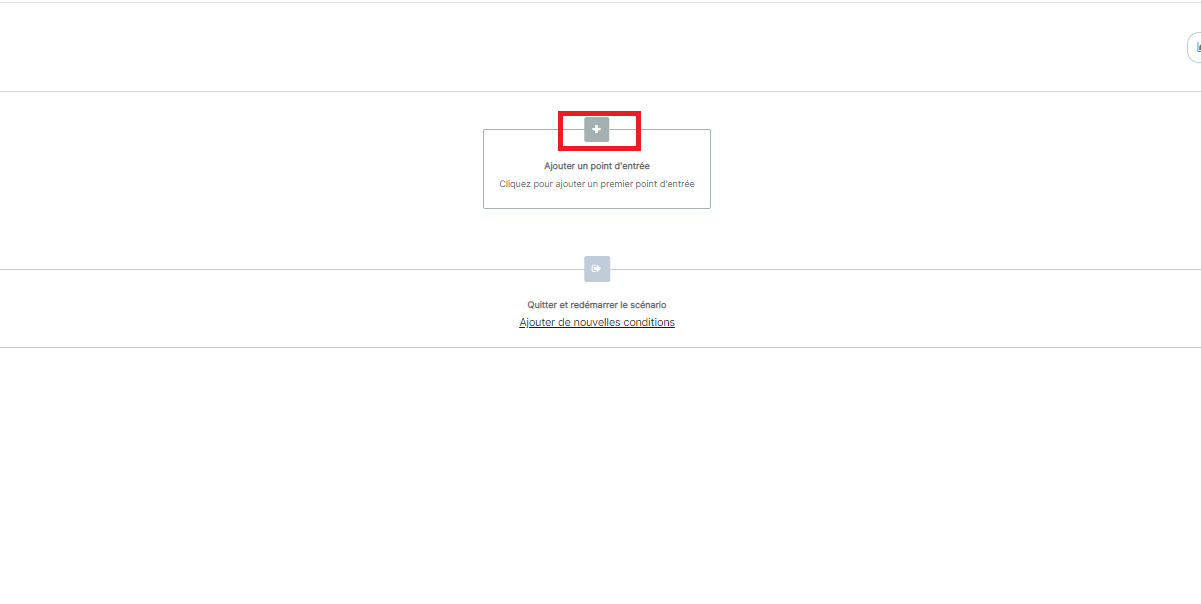 Ajouter un point d'entrée
Cliquez pour ajouter un premier point d'entrée
Quitter et redémarrer le scénario
Ajouter de nouvelles conditions